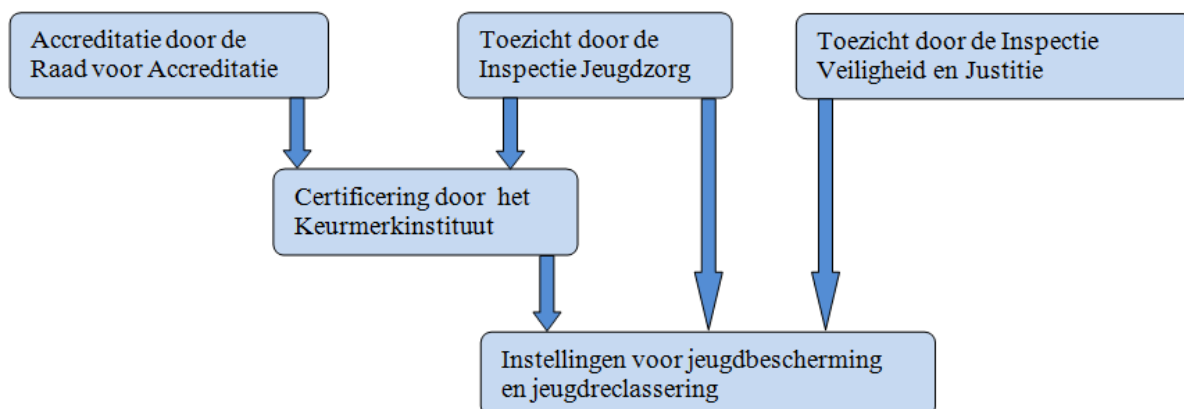 Accreditatie door de
Raad voor Accreditatie
Toezicht door de
Inspectie Jeugdzorg
Toezicht door de Inspectie
Veiligheid en Justitie
Certificering door het
Keurmerkinstituut
Instellingen voor jeugdbescherming
en jeugdreclassering